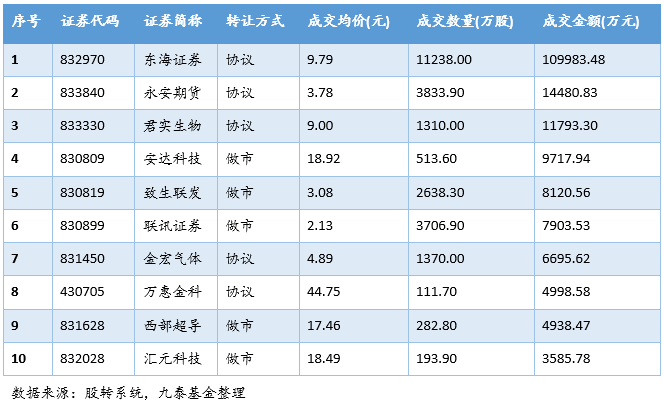 序号 证券代码 证券简称 转让方式 成交均价(元) 成交数量(万股) 成交金额(万元)
1 832970 东海证券 协议 9.79 11238.00 109983.48
2 833840 永安期货 协议 3.78 3833.90 14480.83
3 833330 君实生物 协议 9.00 1310.00 11793.30
4 830809 安达科技 做市 18.92 513.60 9717.94
5 830819 致生联发 做市 3.08 2638.30 8120.56
6 830899 联讯证券 做市 2.13 3706.90 7903.53
7 831450 金宏气体 协议 4.89 1370.00 6695.62
8 430705 万惠金科 协议 44.75 111.70 4998.58
9 831628 西部超导 做市 17.46 282.80 4938.47
10 832028 汇元科技 做市 18.49 193.90 3585.78
数据来源：股转系统，九泰基金整理